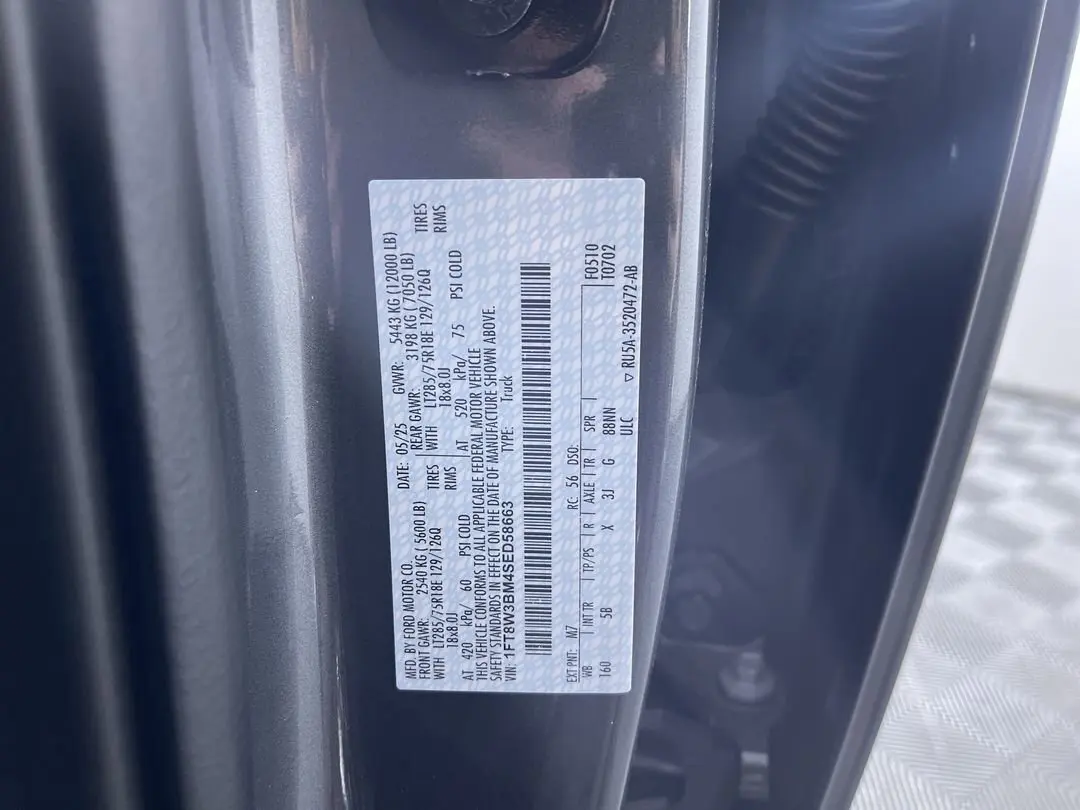 MFD. BY FORD MOTOR CO. DATE: 05/25 GVWR: 5443 KG (12000 LB)
FRONT GAWR: 2540 KG (5600 LB) REAR GAWR: 3198 KG (7050 LB)
WITH LT285/75R18E 129/126Q TIRES WITH LT285/75R18E 129/126Q TIRES
18x8.0J RIMS 18x8.0J RIMS
AT 420 kPa/ 60 PSI COLD AT 520 kPa/ 75 PSI COLD
THIS VEHICLE CONFORMS TO ALL APPLICABLE FEDERAL MOTOR VEHICLE
SAFETY STANDARDS IN EFFECT ON THE DATE OF MANUFACTURE SHOWN ABOVE.
VIN: 1FT8W3BM4SED58663 TYPE: Truck
EXT PNT: M7 RC: 56 DSO: F0510
WB INT TR TP/PS R AXLE TR SPR T0702
160 5B X 3J G 88NN
ULC ▽ RU5A-3520472-AB